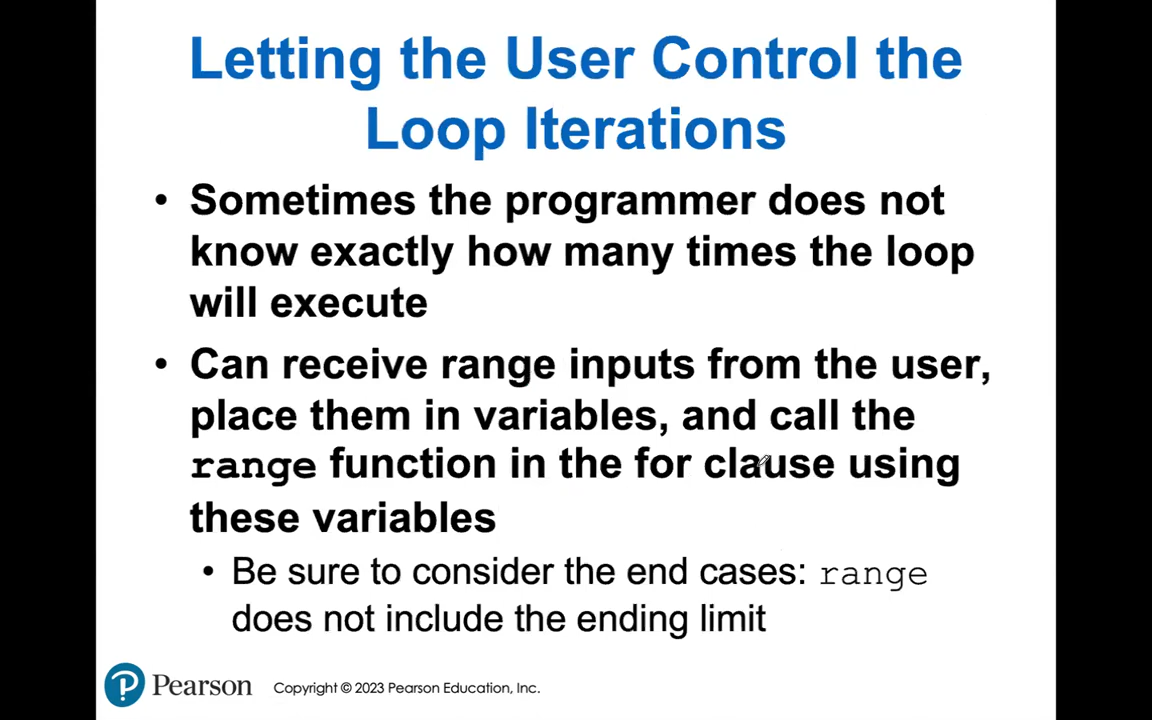 Letting the User Control the
Loop Iterations
• Sometimes the programmer does not
know exactly how many times the loop
will execute
• Can receive range inputs from the user,
place them in variables, and call the
range function in the for clause using
these variables
• Be sure to consider the end cases: range
does not include the ending limit
Pearson Copyright © 2023 Pearson Education, Inc.